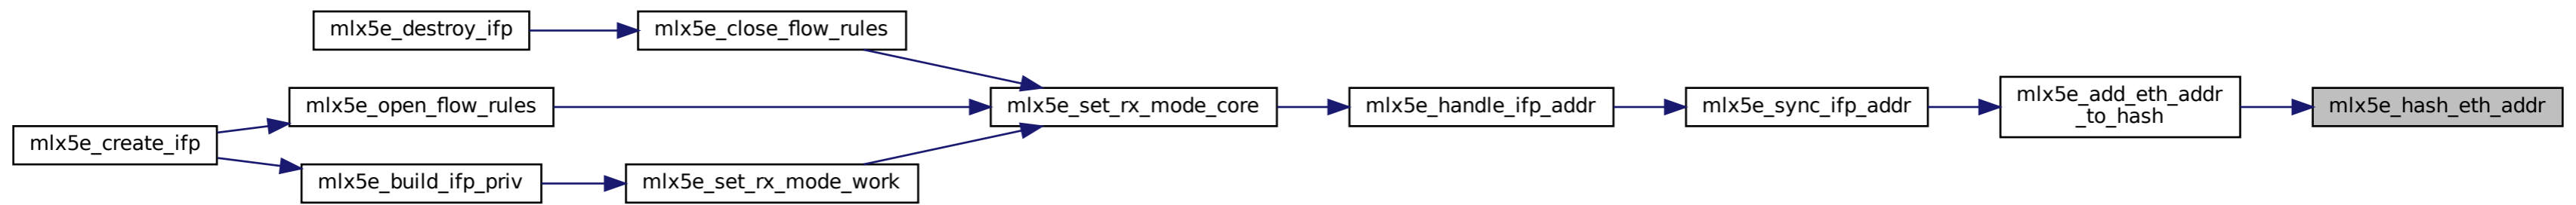 mlx5e_destroy_ifp
mlx5e_close_flow_rules
mlx5e_open_flow_rules
mlx5e_create_ifp
mlx5e_build_ifp_priv
mlx5e_set_rx_mode_work
mlx5e_set_rx_mode_core
mlx5e_handle_ifp_addr
mlx5e_sync_ifp_addr
mlx5e_add_eth_addr
_to_hash
mlx5e_hash_eth_addr